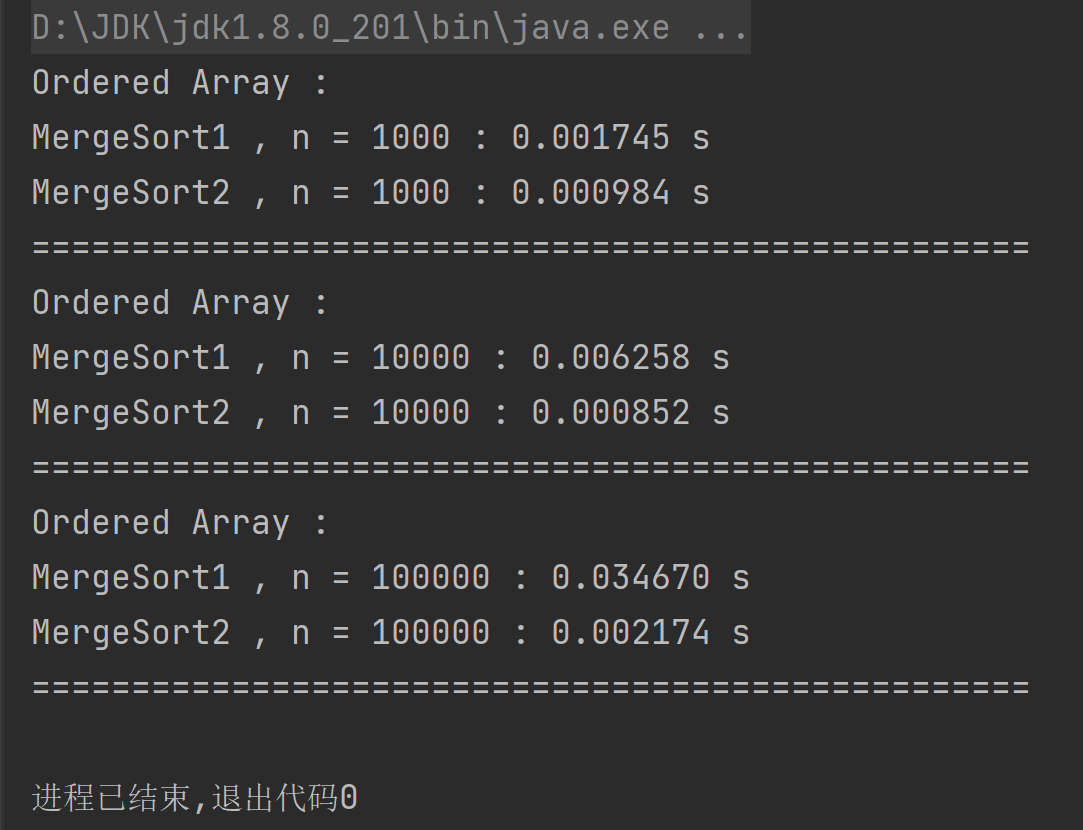 D:\JDK\jdk1.8.0_201\bin\java.exe ...
Ordered Array :
MergeSort1 , n = 1000 : 0.001745 s
MergeSort2 , n = 1000 : 0.000984 s
==================================================
Ordered Array :
MergeSort1 , n = 10000 : 0.006258 s
MergeSort2 , n = 10000 : 0.000852 s
==================================================
Ordered Array :
MergeSort1 , n = 100000 : 0.034670 s
MergeSort2 , n = 100000 : 0.002174 s
==================================================
进程已结束,退出代码0